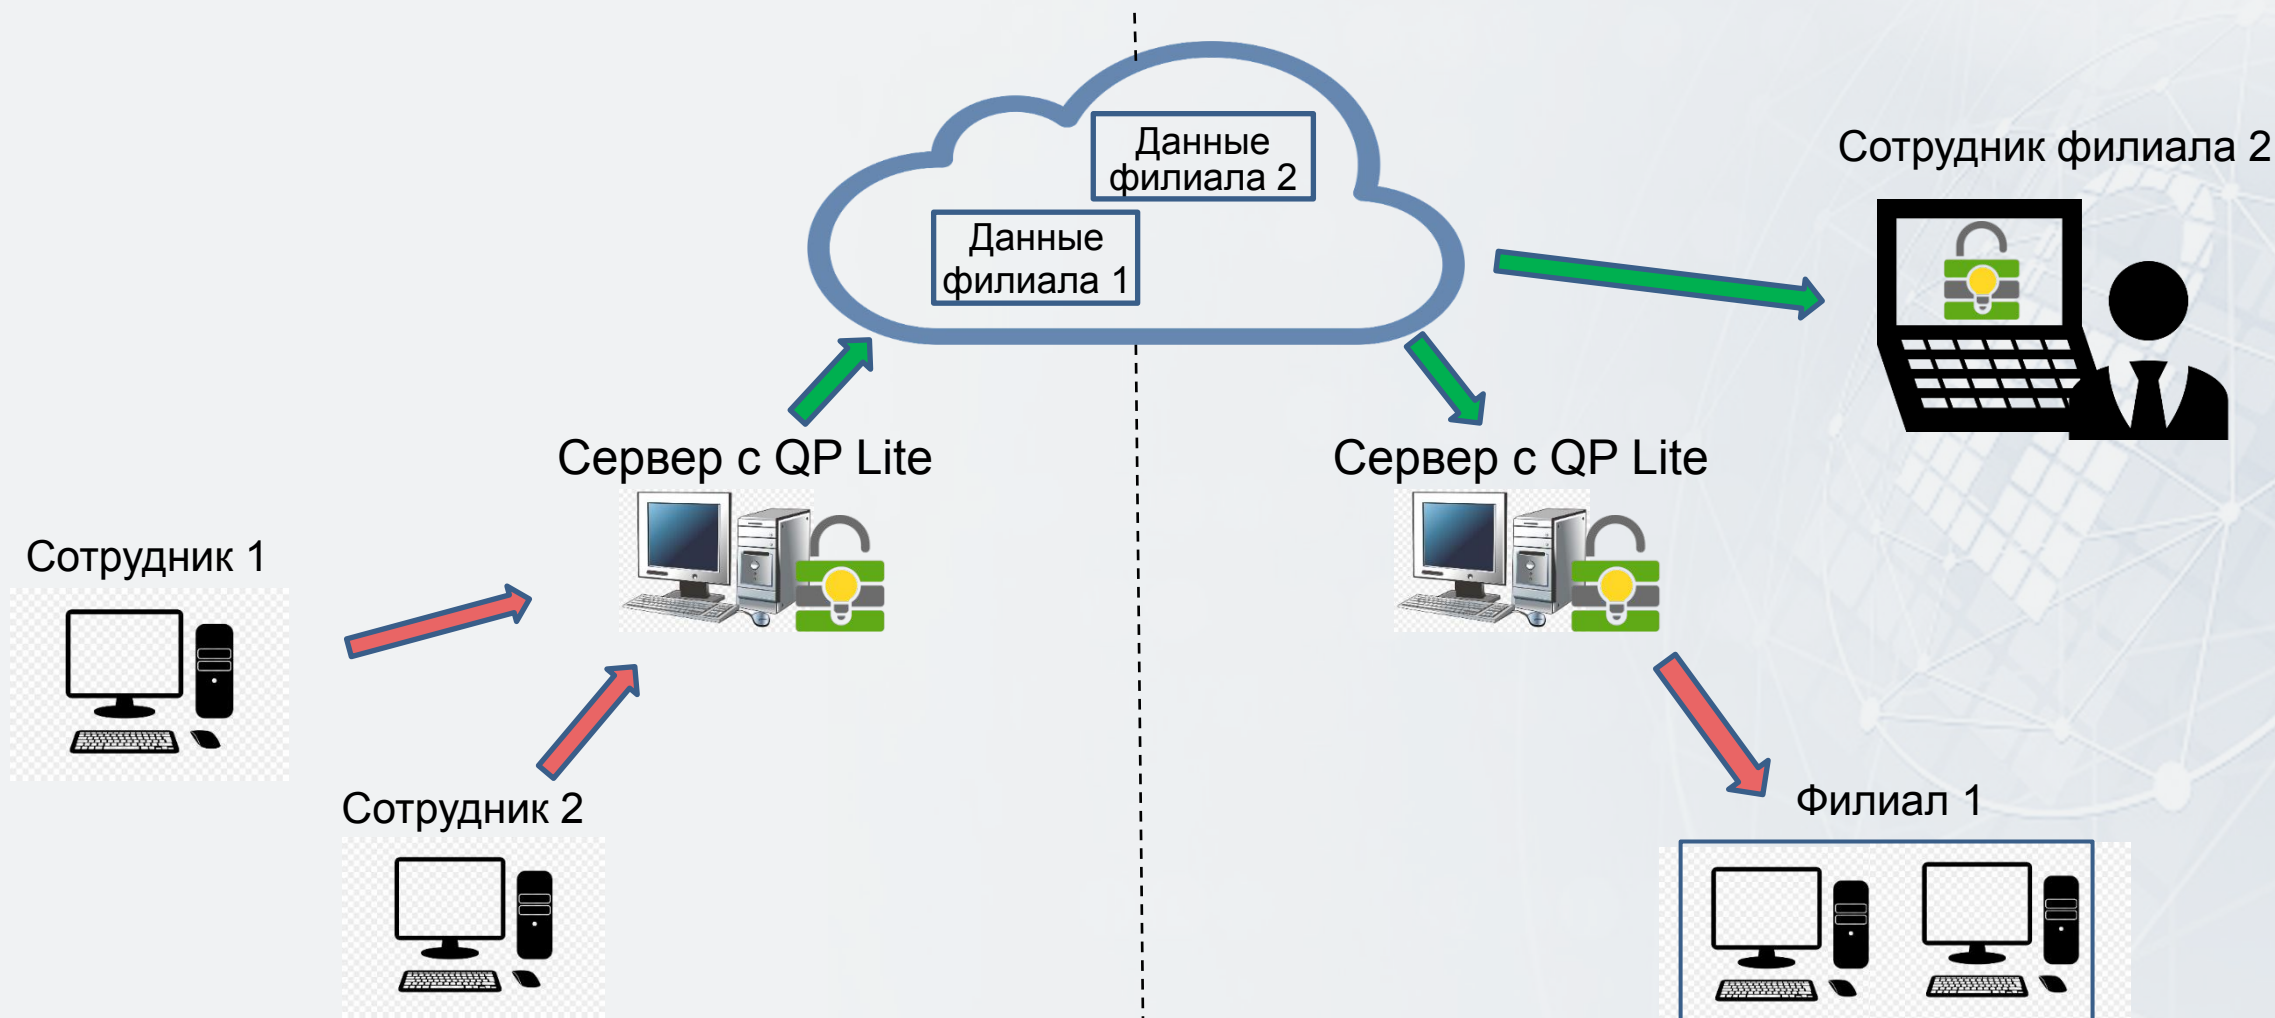 Данные
филиала 2
Данные
филиала 1
Сотрудник филиала 2
Сервер с QP Lite
Сервер с QP Lite
Сотрудник 1
Сотрудник 2
Филиал 1